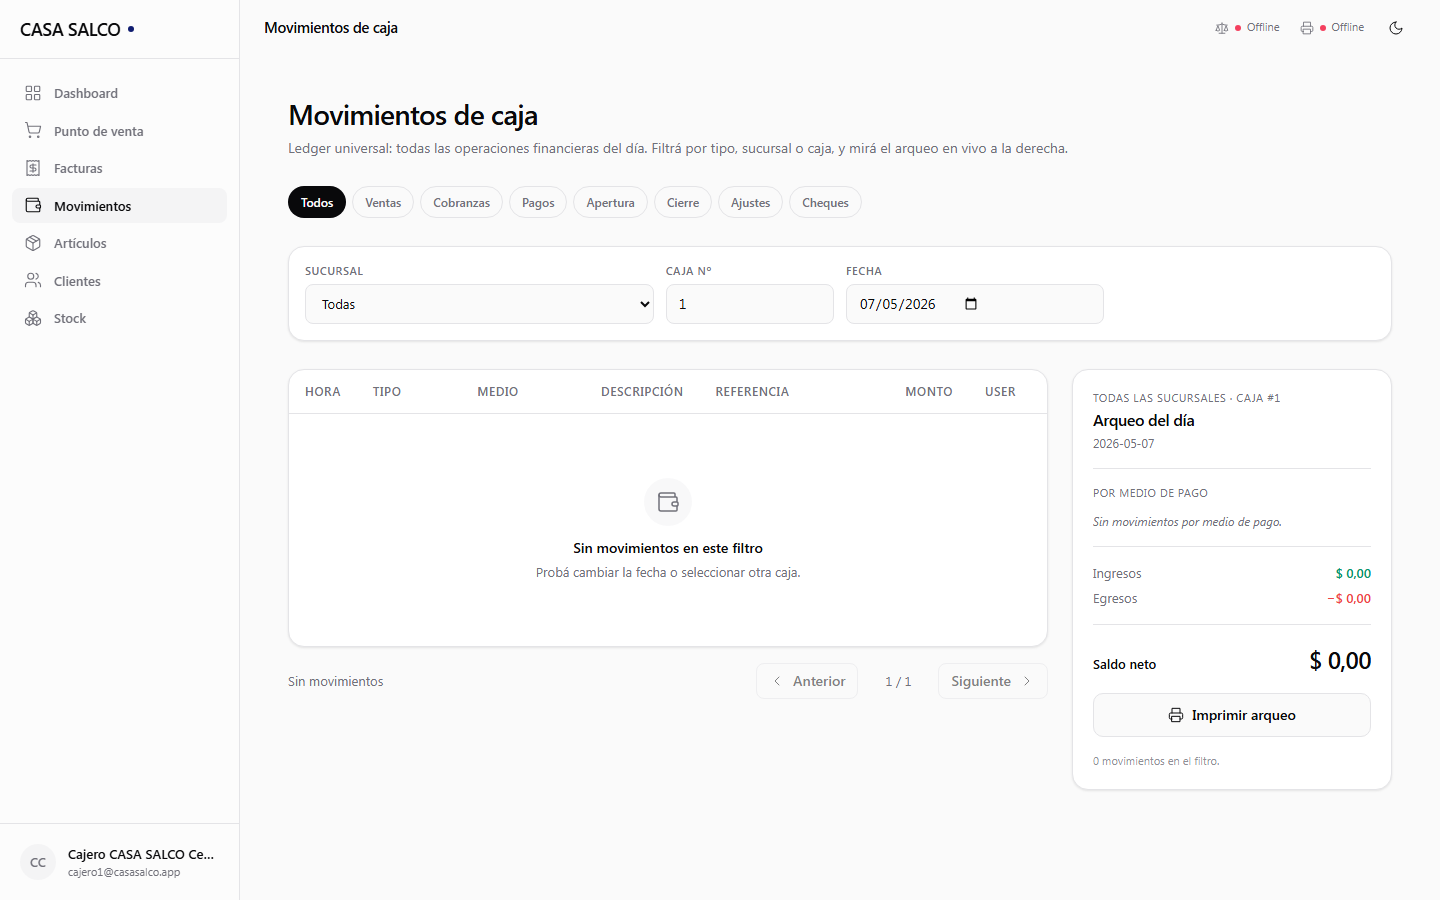 CASA SALCO
Movimientos de caja
Offline
Offline
Dashboard
Punto de venta
Facturas
Movimientos
Artículos
Clientes
Stock
Movimientos de caja
Ledger universal: todas las operaciones financieras del día. Filtrá por tipo, sucursal o caja, y mirá el arqueo en vivo a la derecha.
Todos Ventas Cobranzas Pagos Apertura Cierre Ajustes Cheques
SUCURSAL CAJA Nº FECHA
Todas 1 07/05/2026
HORA TIPO MEDIO DESCRIPCIÓN REFERENCIA MONTO USER
Sin movimientos en este filtro
Probá cambiar la fecha o seleccionar otra caja.
Sin movimientos Anterior 1 / 1 Siguiente
TODAS LAS SUCURSALES · CAJA #1
Arqueo del día
2026-05-07
POR MEDIO DE PAGO
Sin movimientos por medio de pago.
Ingresos $ 0,00
Egresos −$ 0,00
Saldo neto $ 0,00
Imprimir arqueo
0 movimientos en el filtro.
CC
Cajero CASA SALCO Ce...
cajero1@casasalco.app